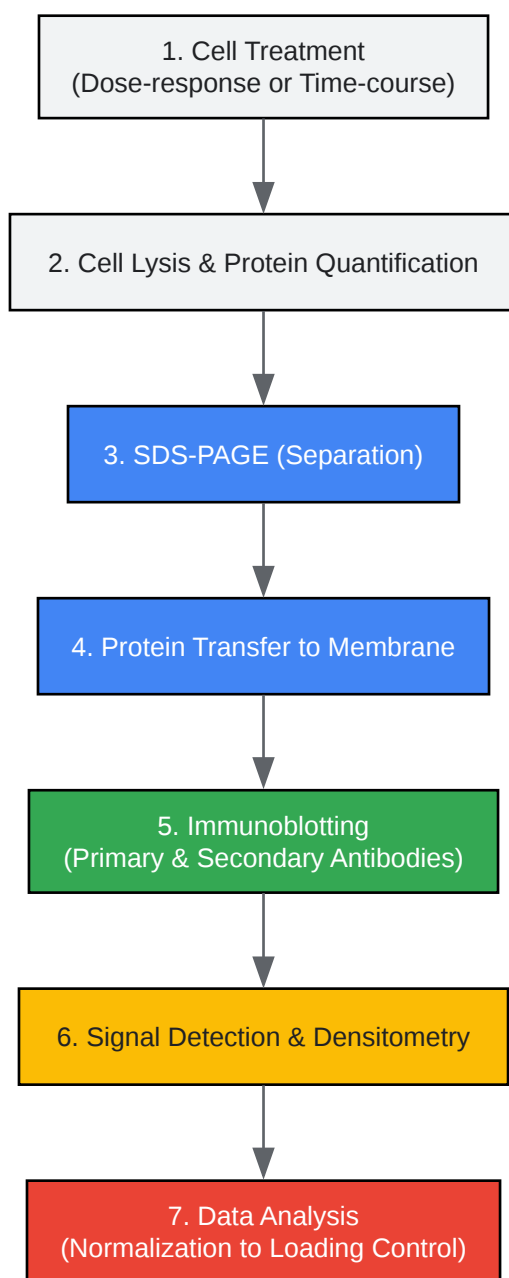 1. Cell Treatment
(Dose-response or Time-course)
2. Cell Lysis & Protein Quantification
3. SDS-PAGE (Separation)
4. Protein Transfer to Membrane
5. Immunoblotting
(Primary & Secondary Antibodies)
6. Signal Detection & Densitometry
7. Data Analysis
(Normalization to Loading Control)